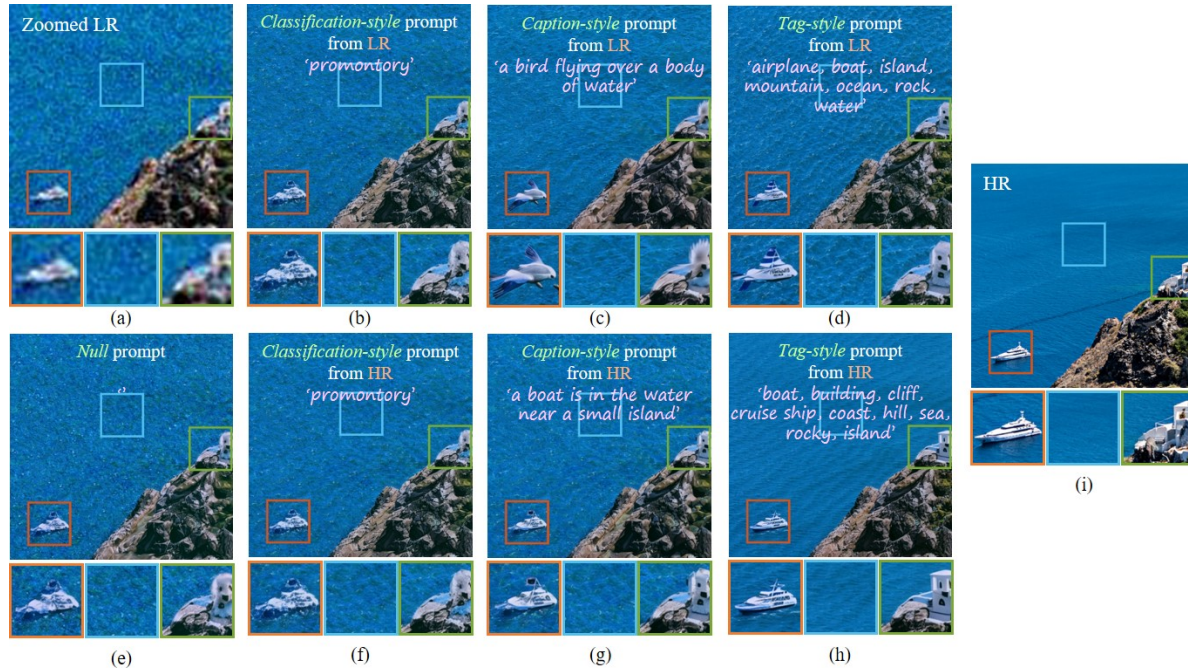 Zoomed LR
(a)
Classification-style prompt
from LR
‘promontory’
(b)
Caption-style prompt
from LR
‘a bird flying over a body
of water’
(c)
Tag-style prompt
from LR
‘airplane, boat, island,
mountain, ocean, rock,
water’
(d)
Null prompt
‘’
(e)
Classification-style prompt
from HR
‘promontory’
(f)
Caption-style prompt
from HR
‘a boat is in the water
near a small island’
(g)
Tag-style prompt
from HR
‘boat, building, cliff,
cruise ship, coast, hill, sea,
rocky, island’
(h)
HR
(i)